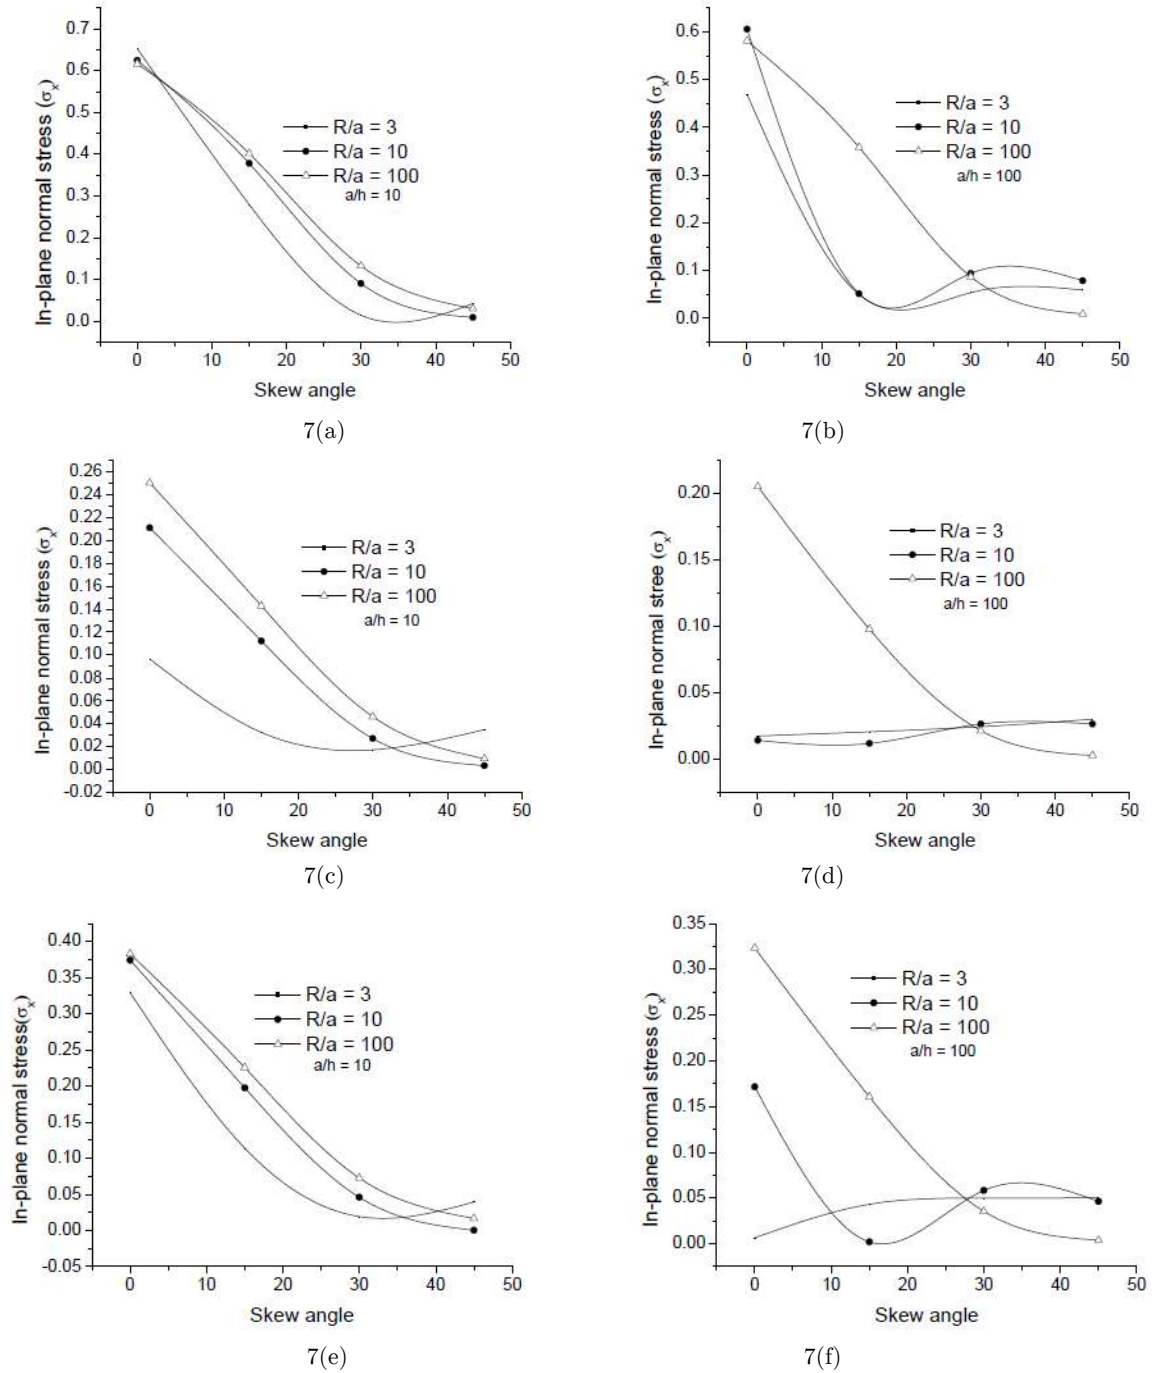 In-plane normal stress (σx)
0.7
0.6
0.5
0.4
0.3
0.2
0.1
0.0
R/a = 3
R/a = 10
R/a = 100
a/h = 10
0 10 20 30 40 50
Skew angle
7(a)
In-plane normal stress (σx)
0.6
0.5
0.4
0.3
0.2
0.1
0.0
R/a = 3
R/a = 10
R/a = 100
a/h = 100
0 10 20 30 40 50
Skew angle
7(b)
In-plane normal stress (σx)
0.26
0.24
0.22
0.20
0.18
0.16
0.14
0.12
0.10
0.08
0.06
0.04
0.02
0.00
-0.02
R/a = 3
R/a = 10
R/a = 100
a/h = 10
0 10 20 30 40 50
Skew angle
7(c)
In-plane normal stree (σx)
0.20
0.15
0.10
0.05
0.00
R/a = 3
R/a = 10
R/a = 100
a/h = 100
0 10 20 30 40 50
Skew angle
7(d)
In-plane normal stress(σx)
0.40
0.35
0.30
0.25
0.20
0.15
0.10
0.05
0.00
-0.05
R/a = 3
R/a = 10
R/a = 100
a/h = 10
0 10 20 30 40 50
Skew angle
7(e)
In-plane normal stress (σx)
0.35
0.30
0.25
0.20
0.15
0.10
0.05
0.00
R/a = 3
R/a = 10
R/a = 100
a/h = 100
0 10 20 30 40 50
Skew angle
7(f)